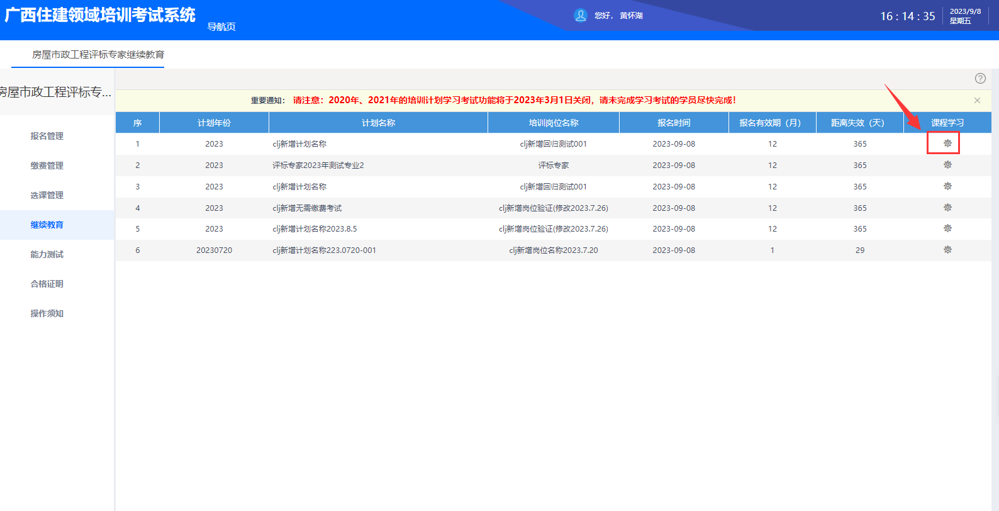 广西住建领域培训考试系统
导航页
您好， 黄怀湖
16 : 14 : 35
2023/9/8
星期五
房屋市政工程评标专家继续教育
房屋市政工程评标专...
报名管理
缴费管理
选课管理
继续教育
能力测试
合格证明
操作须知
重要通知： 请注意：2020年、2021年的培训计划学习考试功能将于2023年3月1日关闭，请未完成学习考试的学员尽快完成！
序 计划年份 计划名称 培训岗位名称 报名时间 报名有效期（月） 距离失效（天） 课程学习
1 2023 clj新增计划名称 clj新增回归测试001 2023-09-08 12 365
2 2023 评标专家2023年测试专业2 评标专家 2023-09-08 12 365
3 2023 clj新增计划名称 clj新增回归测试001 2023-09-08 12 365
4 2023 clj新增无需缴费考试 clj新增岗位验证(修改2023.7.26) 2023-09-08 12 365
5 2023 clj新增计划名称2023.8.5 clj新增岗位验证(修改2023.7.26) 2023-09-08 12 365
6 20230720 clj新增计划名称223.0720-001 clj新增岗位名称2023.7.20 2023-09-08 1 29